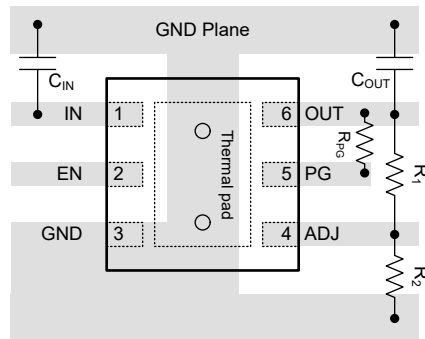 GND Plane
C_IN
C_OUT
IN 1 6 OUT
R_PG
EN 2 5 PG
Thermal pad
R_1
GND 3 4 ADJ
R_2